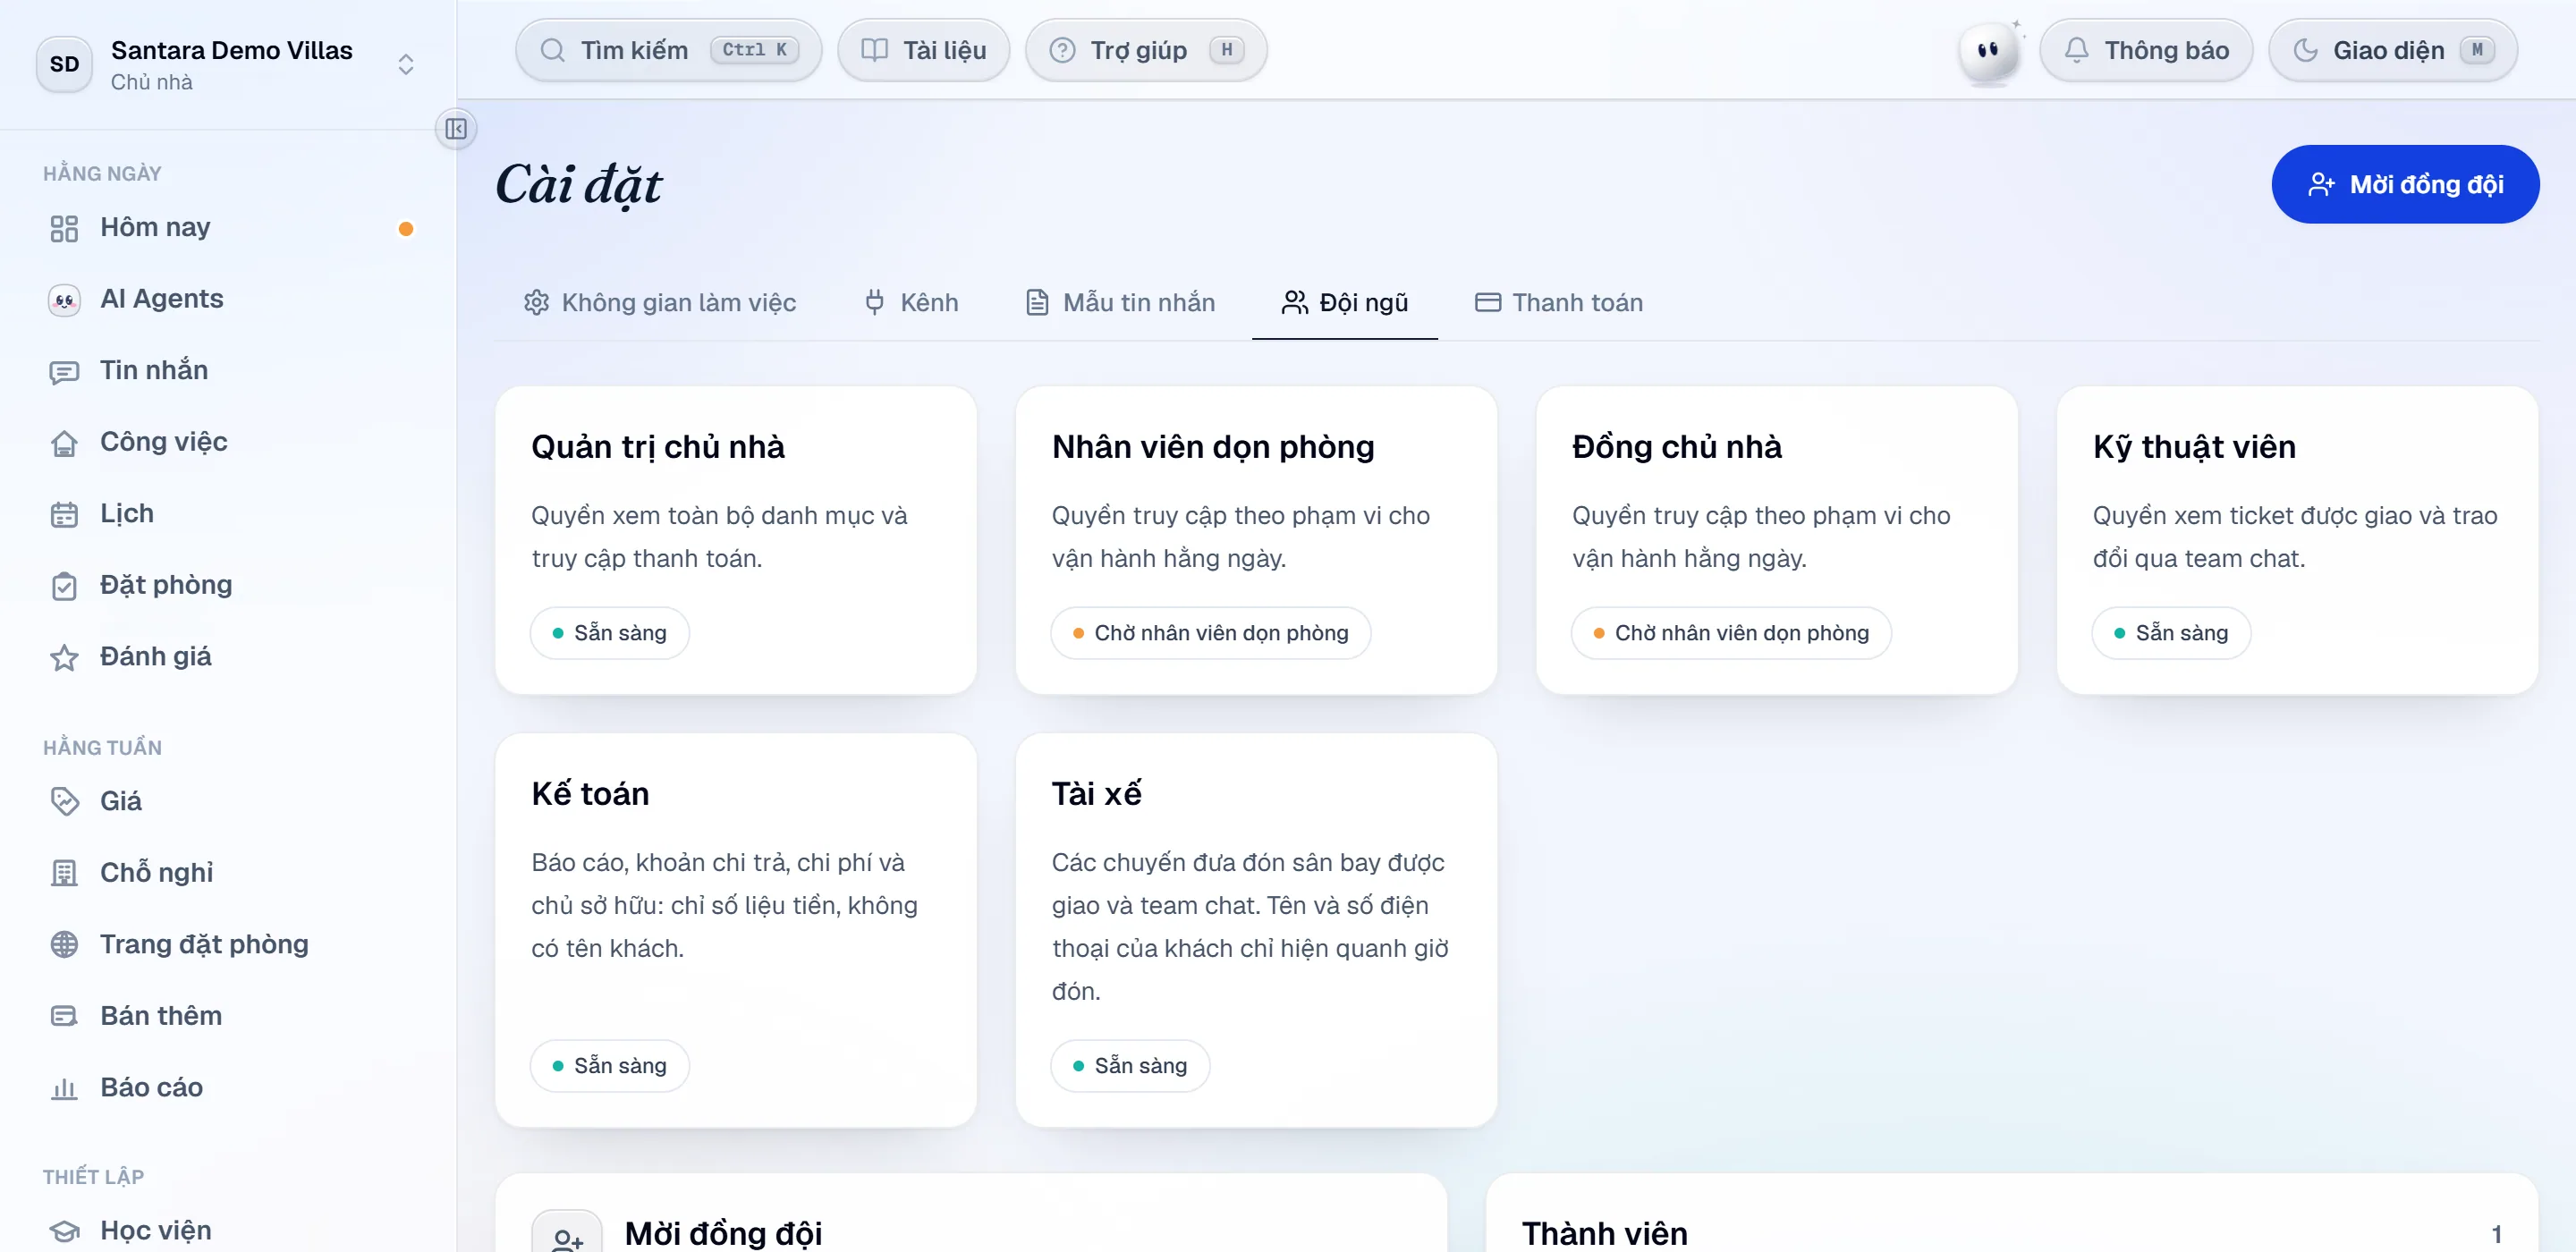 SD
Santara Demo Villas
Chủ nhà
HẰNG NGÀY
Hôm nay
AI Agents
Tin nhắn
Công việc
Lịch
Đặt phòng
Đánh giá
HẰNG TUẦN
Giá
Chỗ nghỉ
Trang đặt phòng
Bán thêm
Báo cáo
THIẾT LẬP
Học viện
Tìm kiếm Ctrl K
Tài liệu
Trợ giúp H
Thông báo
Giao diện M
Cài đặt
Mời đồng đội
Không gian làm việc
Kênh
Mẫu tin nhắn
Đội ngũ
Thanh toán
Quản trị chủ nhà
Quyền xem toàn bộ danh mục và
truy cập thanh toán.
Sẵn sàng
Nhân viên dọn phòng
Quyền truy cập theo phạm vi cho
vận hành hằng ngày.
Chờ nhân viên dọn phòng
Đồng chủ nhà
Quyền truy cập theo phạm vi cho
vận hành hằng ngày.
Chờ nhân viên dọn phòng
Kỹ thuật viên
Quyền xem ticket được giao và trao
đổi qua team chat.
Sẵn sàng
Kế toán
Báo cáo, khoản chi trả, chi phí và
chủ sở hữu: chỉ số liệu tiền, không
có tên khách.
Sẵn sàng
Tài xế
Các chuyến đưa đón sân bay được
giao và team chat. Tên và số điện
thoại của khách chỉ hiện quanh giờ
đón.
Sẵn sàng
Mời đồng đội
Thành viên
1